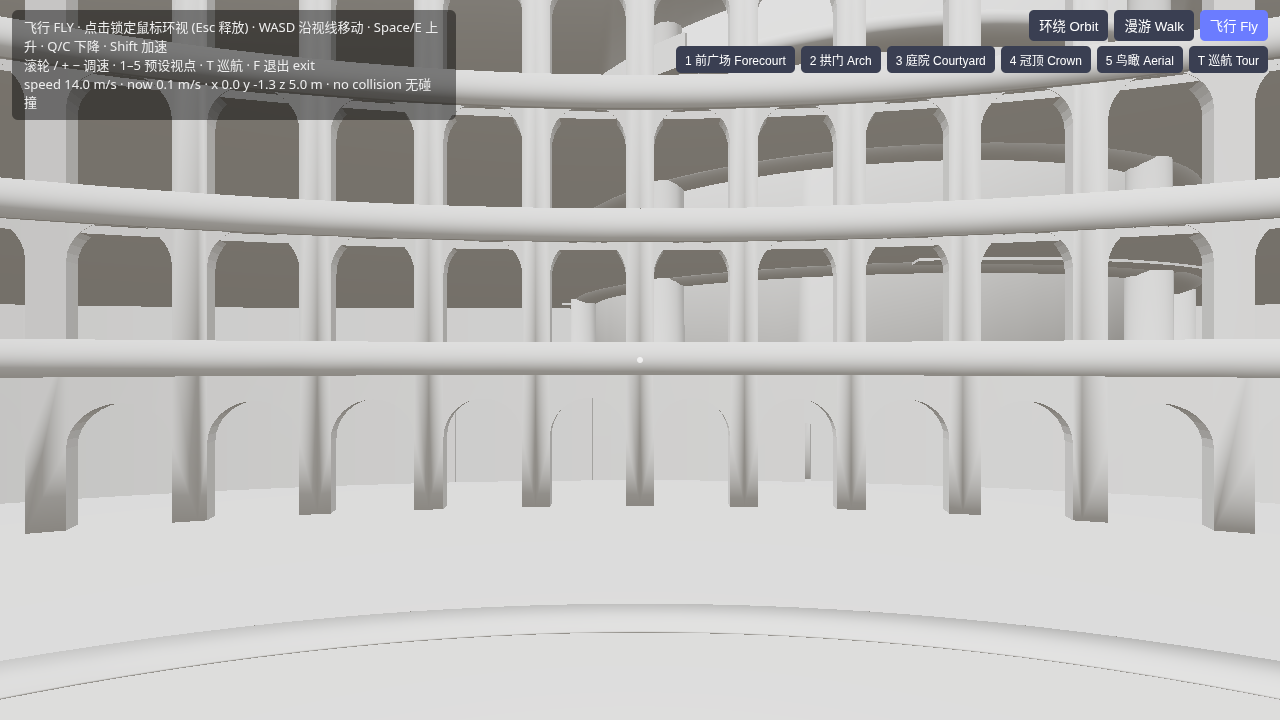 飞行 FLY · 点击锁定鼠标环视 (Esc 释放) · WASD 沿视线移动 · Space/E 上
升 · Q/C 下降 · Shift 加速
滚轮 / + − 调速 · 1–5 预设视点 · T 巡航 · F 退出 exit
speed 14.0 m/s · now 0.1 m/s · x 0.0 y -1.3 z 5.0 m · no collision 无碰
撞
环绕 Orbit
漫游 Walk
飞行 Fly
1 前广场 Forecourt
2 拱门 Arch
3 庭院 Courtyard
4 冠顶 Crown
5 鸟瞰 Aerial
T 巡航 Tour